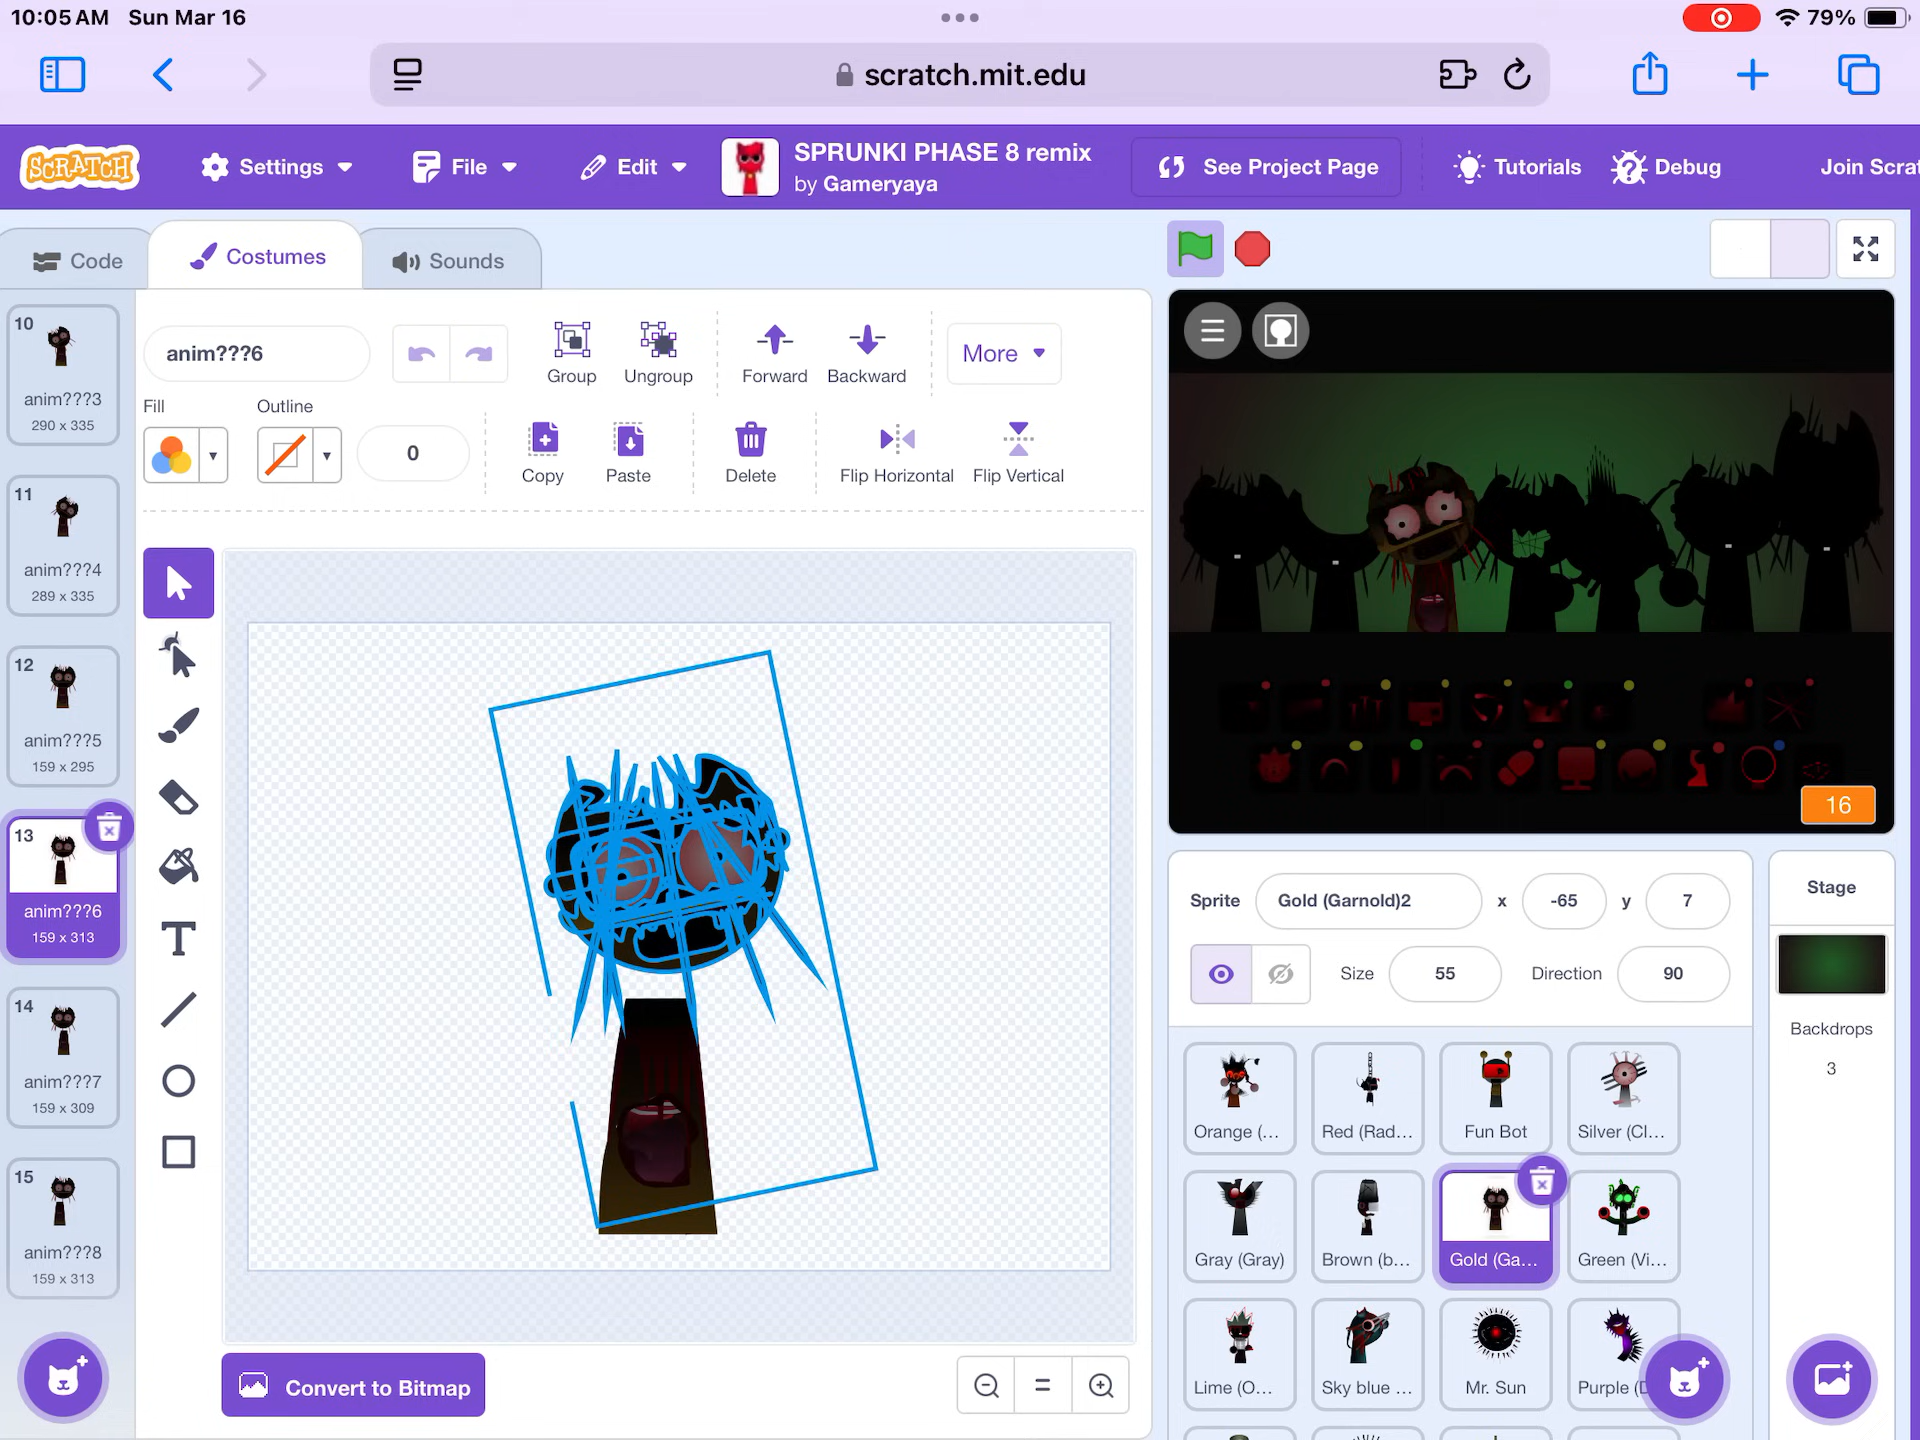 10:05 AM Sun Mar 16
79%
scratch.mit.edu
SCRATCH
Settings
File
Edit
SPRUNKI PHASE 8 remix
by Gameryaya
See Project Page
Tutorials
Debug
Join Scrat
Code
Costumes
Sounds
10
anim???3
290 x 335
11
anim???4
289 x 335
12
anim???5
159 x 295
13
anim???6
159 x 313
14
anim???7
159 x 309
15
anim???8
159 x 313
anim???6
Group
Ungroup
Forward
Backward
More
Fill
Outline
0
Copy
Paste
Delete
Flip Horizontal
Flip Vertical
T
Convert to Bitmap
16
Sprite
Gold (Garnold)2
x
-65
y
7
Size
55
Direction
90
Stage
Backdrops
3
Orange (...
Red (Rad...
Fun Bot
Silver (Cl...
Gray (Gray)
Brown (b...
Gold (Ga...
Green (Vi...
Lime (O...
Sky blue ...
Mr. Sun
Purple (D